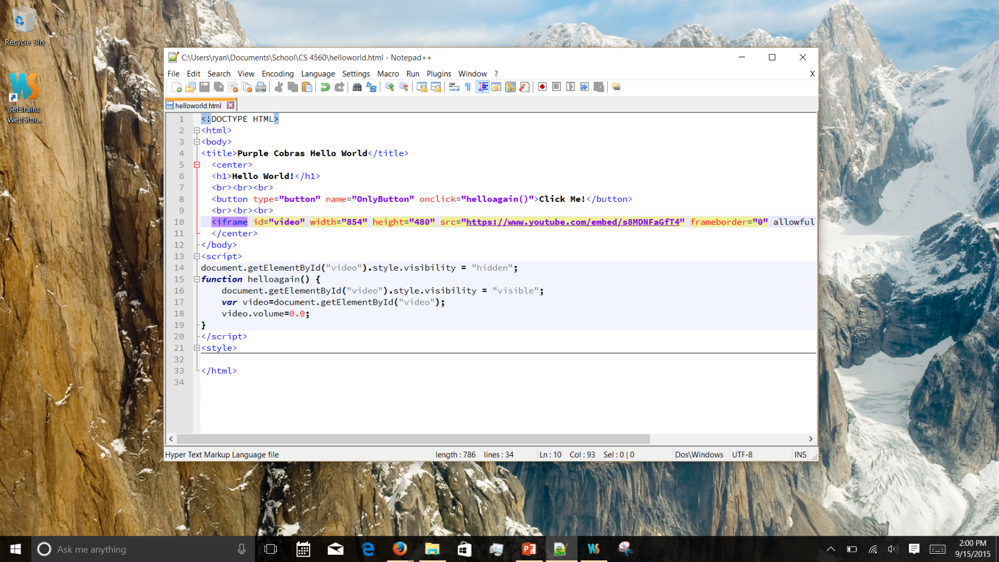 Recycle Bin
JetBrains
WebStor...
C:\Users\ryan\Documents\School\CS 4560\helloworld.html - Notepad++
File Edit Search View Encoding Language Settings Macro Run Plugins Window ? X
helloworld.html
1 <!DOCTYPE HTML>
2 <html>
3 <body>
4 <title>Purple Cobras Hello World</title>
5 <center>
6 <h1>Hello World!</h1>
7 <br><br><br>
8 <button type="button" name="OnlyButton" onclick="helloagain()">Click Me!</button>
9 <br><br><br>
10 <iframe id="video" width="854" height="480" src="https://www.youtube.com/embed/s8MDNFaGfT4" frameborder="0" allowful
11 </center>
12 </body>
13 <script>
14 document.getElementById("video").style.visibility = "hidden";
15 function helloagain() {
16 document.getElementById("video").style.visibility = "visible";
17 var video=document.getElementById("video");
18 video.volume=0.0;
19 }
20 </script>
21 <style>
32
33 </html>
34
Hyper Text Markup Language file length : 786 lines : 34 Ln : 10 Col : 93 Sel : 0 | 0 Dos\Windows UTF-8 INS
Ask me anything
2:00 PM
9/15/2015